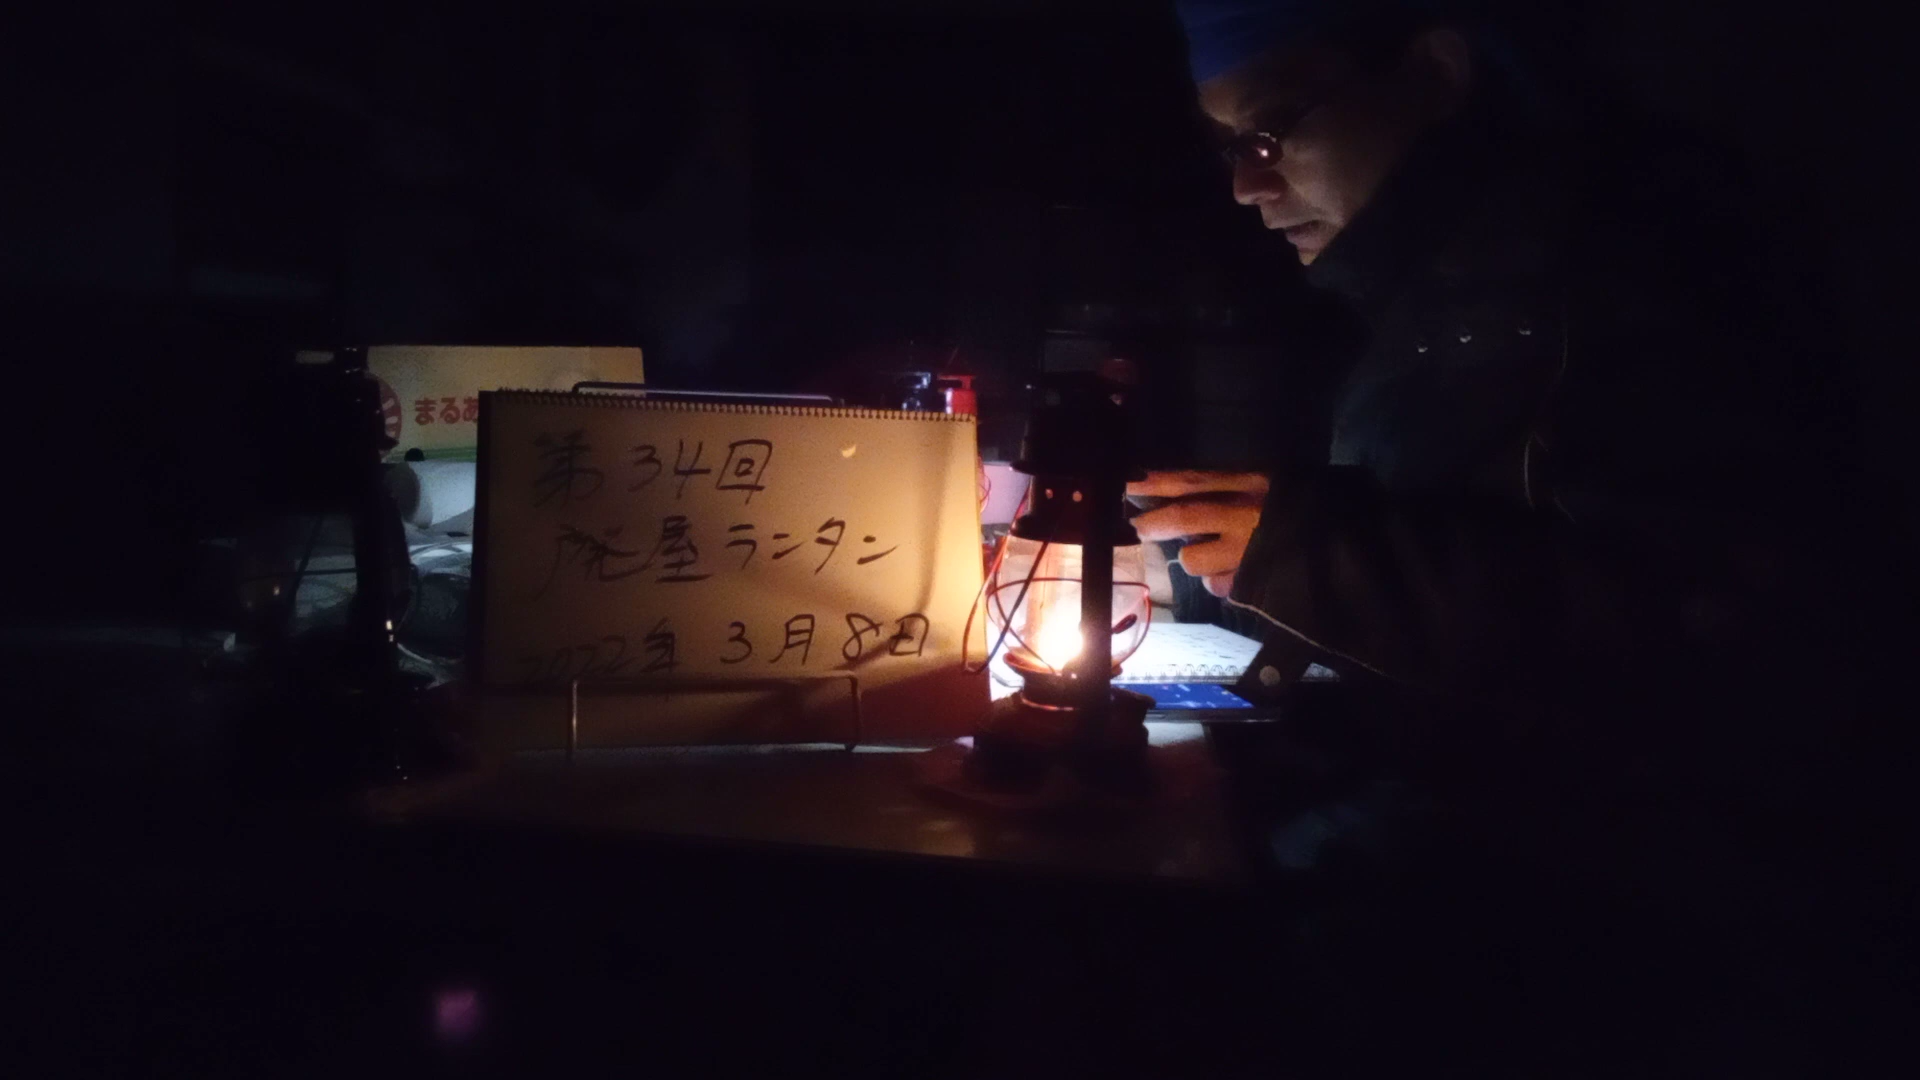 まるあ
第34回
廃屋ランタン
2022年 3月8日